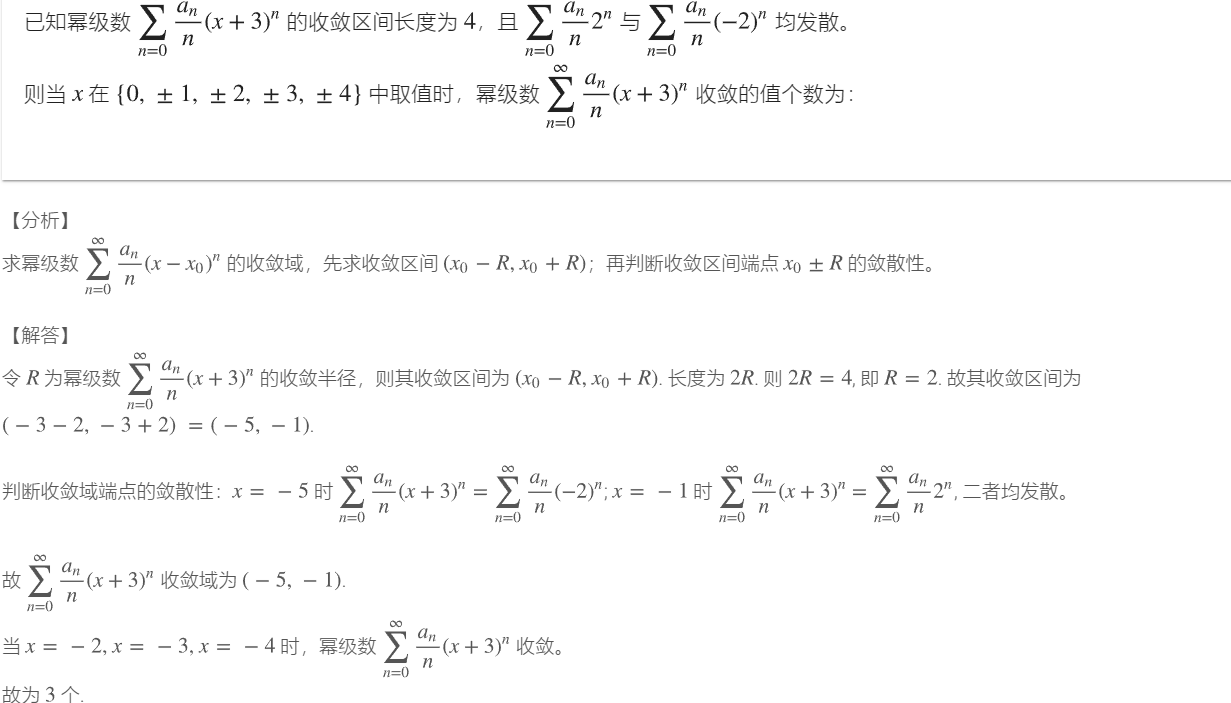 已知幂级数 $\sum_{n=0}^{\infty} \frac{a_n}{n}(x+3)^n$ 的收敛区间长度为 4，且 $\sum_{n=0}^{\infty} \frac{a_n}{n}2^n$ 与 $\sum_{n=0}^{\infty} \frac{a_n}{n}(-2)^n$ 均发散。
则当 $x$ 在 $\{0, \pm 1, \pm 2, \pm 3, \pm 4\}$ 中取值时，幂级数 $\sum_{n=0}^{\infty} \frac{a_n}{n}(x+3)^n$ 收敛的值个数为：
【分析】
求幂级数 $\sum_{n=0}^{\infty} \frac{a_n}{n}(x-x_0)^n$ 的收敛域，先求收敛区间 $(x_0-R, x_0+R)$；再判断收敛区间端点 $x_0 \pm R$ 的敛散性。
【解答】
令 $R$ 为幂级数 $\sum_{n=0}^{\infty} \frac{a_n}{n}(x+3)^n$ 的收敛半径，则其收敛区间为 $(x_0-R, x_0+R)$. 长度为 $2R$. 则 $2R=4$, 即 $R=2$. 故其收敛区间为
$(-3-2, -3+2) = (-5, -1)$.
判断收敛域端点的敛散性：$x=-5$ 时 $\sum_{n=0}^{\infty} \frac{a_n}{n}(x+3)^n = \sum_{n=0}^{\infty} \frac{a_n}{n}(-2)^n$; $x=-1$ 时 $\sum_{n=0}^{\infty} \frac{a_n}{n}(x+3)^n = \sum_{n=0}^{\infty} \frac{a_n}{n}2^n$, 二者均发散。
故 $\sum_{n=0}^{\infty} \frac{a_n}{n}(x+3)^n$ 收敛域为 $(-5, -1)$.
当 $x=-2, x=-3, x=-4$ 时，幂级数 $\sum_{n=0}^{\infty} \frac{a_n}{n}(x+3)^n$ 收敛。
故为 3 个.